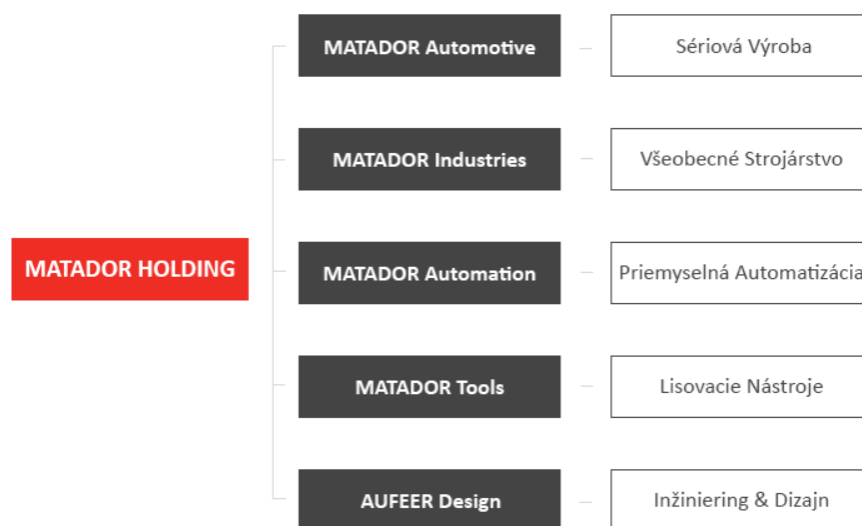 MATADOR Automotive
Sériová Výroba
MATADOR Industries
Všeobecné Strojárstvo
MATADOR HOLDING
MATADOR Automation
Priemyselná Automatizácia
MATADOR Tools
Lisovacie Nástroje
AUFEER Design
Inžiniering & Dizajn